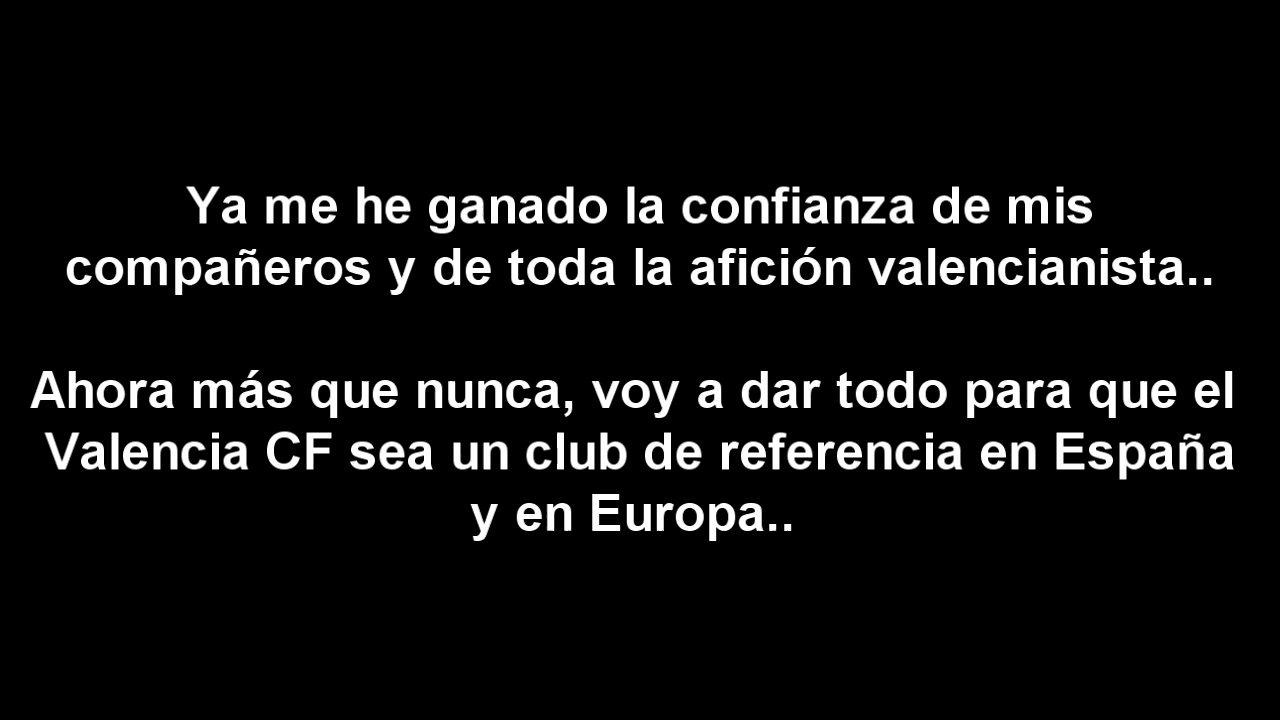 Ya me he ganado la confianza de mis
compañeros y de toda la afición valencianista..
Ahora más que nunca, voy a dar todo para que el
Valencia CF sea un club de referencia en España
y en Europa..